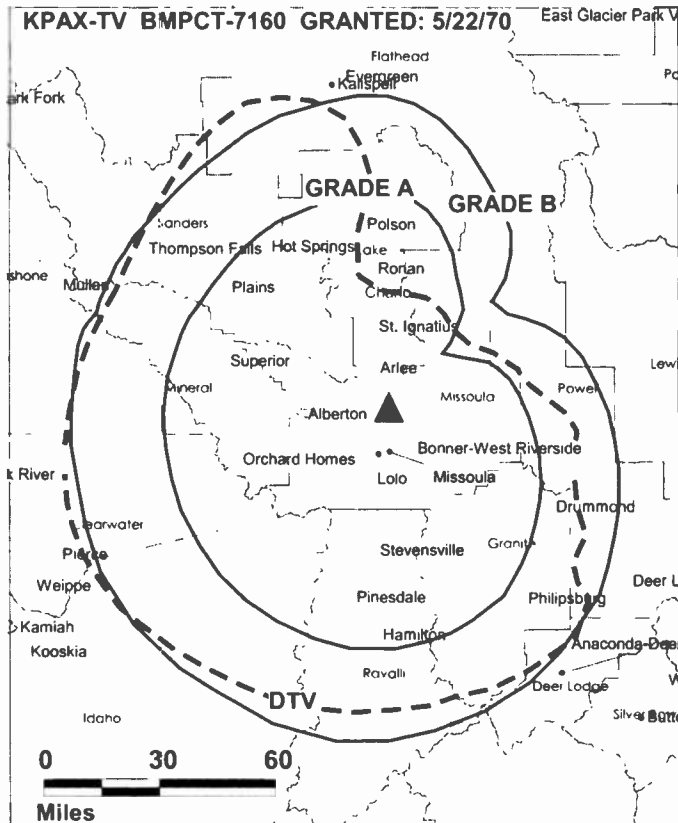 KPAX-TV BMPCT-7160 GRANTED: 5/22/70
East Glacier Park V
Flathead
Evergreen
Kalispell
ark Fork
GRADE A
GRADE B
Sanders
Polson
Thompson Falls
Hot Springs
Lake
Ronan
shone
Mullan
Plains
Charlo
St. Ignatius
Superior
Arlee
Lewi
Mineral
Missoula
Powell
Alberton
Bonner-West Riverside
Orchard Homes
k River
Lolo
Missoula
Drummond
Clearwater
Granite
Pierce
Stevensville
Weippe
Pinesdale
Philipsburg
Deer L
Kamiah
Hamilton
Kooskia
Anaconda-Deer
Ravalli
Deer Lodge
DTV
Idaho
Silver Bow
Butte
0 30 60
Miles